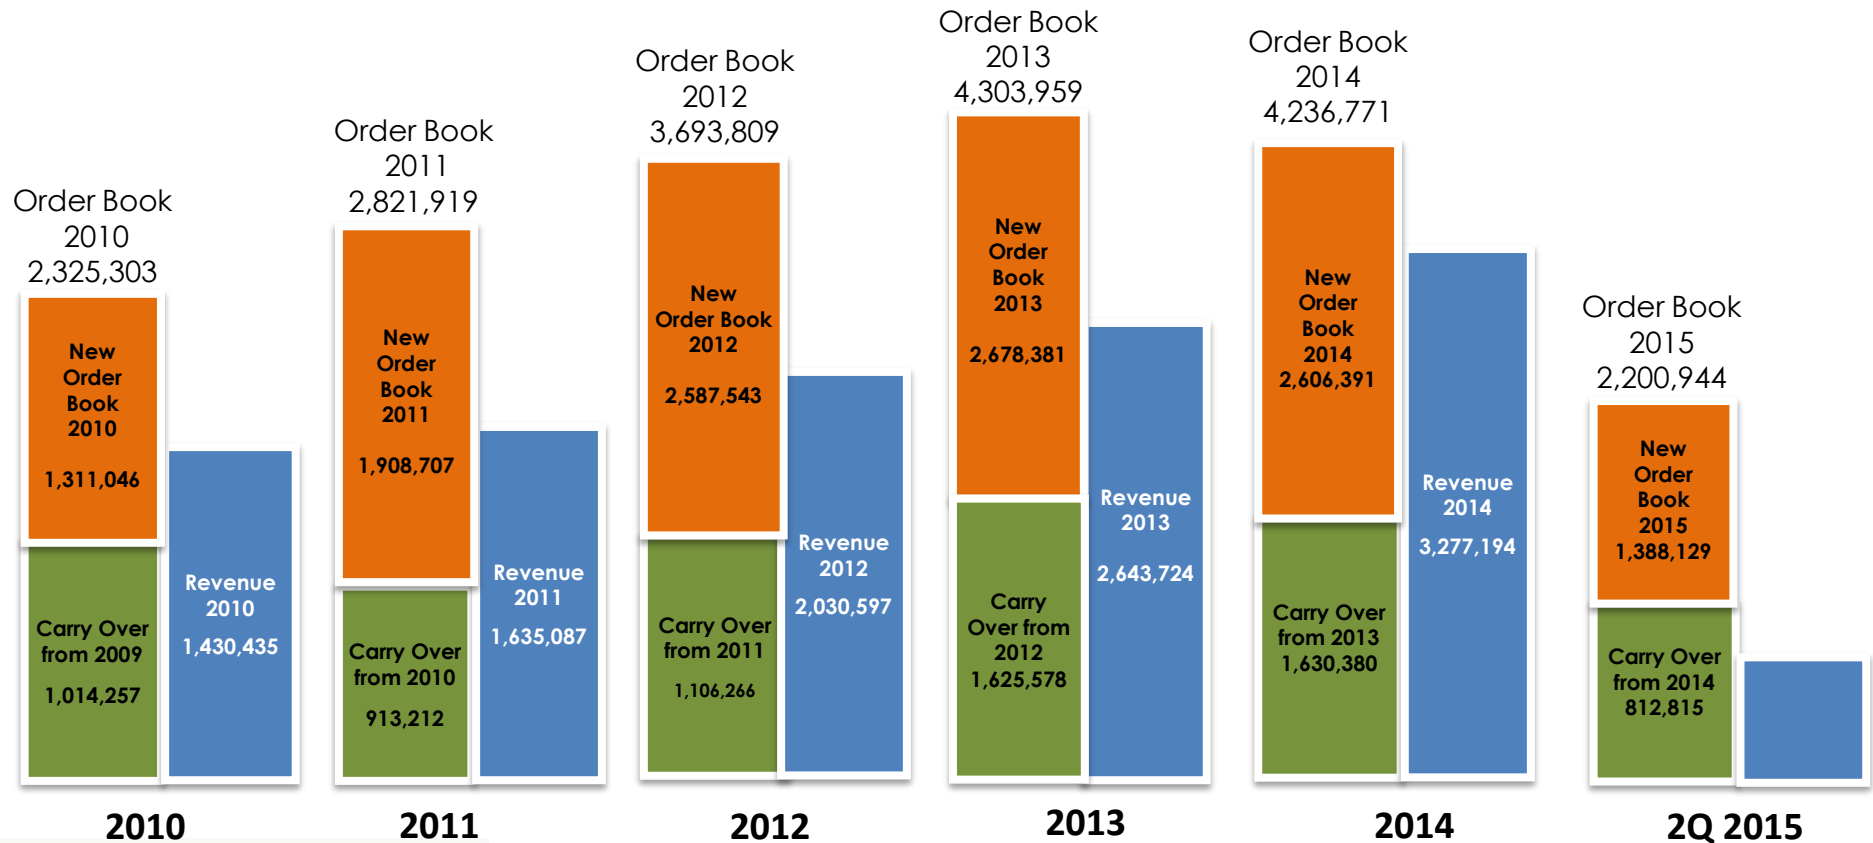 Order Book
2010
2,325,303
New
Order
Book
2010
1,311,046
Carry Over
from 2009
1,014,257
Revenue
2010
1,430,435
2010
Order Book
2011
2,821,919
New
Order
Book
2011
1,908,707
Carry Over
from 2010
913,212
Revenue
2011
1,635,087
2011
Order Book
2012
3,693,809
New
Order Book
2012
2,587,543
Carry Over
from 2011
1,106,266
Revenue
2012
2,030,597
2012
Order Book
2013
4,303,959
New
Order
Book
2013
2,678,381
Carry
Over from
2012
1,625,578
Revenue
2013
2,643,724
2013
Order Book
2014
4,236,771
New
Order
Book
2014
2,606,391
Carry Over
from 2013
1,630,380
Revenue
2014
3,277,194
2014
Order Book
2015
2,200,944
New
Order
Book
2015
1,388,129
Carry Over
from 2014
812,815
2Q 2015